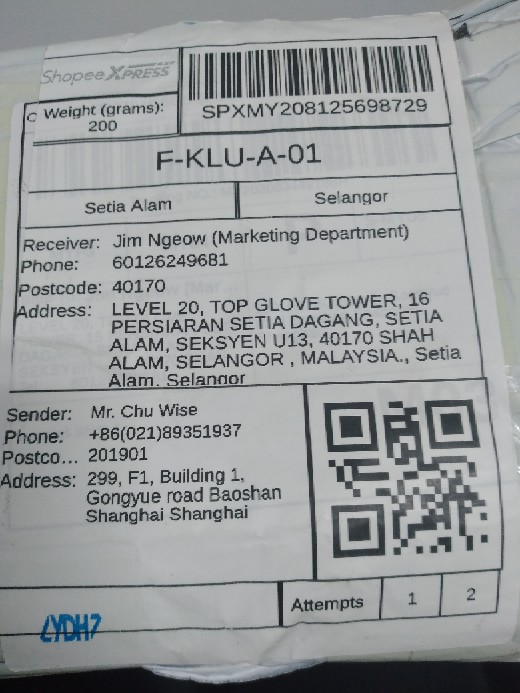 Shopee XPRESS
Weight (grams):
200
SPXMY208125698729
F-KLU-A-01
Setia Alam
Selangor
Receiver: Jim Ngeow (Marketing Department)
Phone: 60126249681
Postcode: 40170
Address: LEVEL 20, TOP GLOVE TOWER, 16
PERSIARAN SETIA DAGANG, SETIA
ALAM, SEKSYEN U13, 40170 SHAH
ALAM, SELANGOR , MALAYSIA., Setia
Alam, Selangor
Sender: Mr. Chu Wise
Phone: +86(021)89351937
Postco... 201901
Address: 299, F1, Building 1,
Gongyue road Baoshan
Shanghai Shanghai
Attempts 1 2